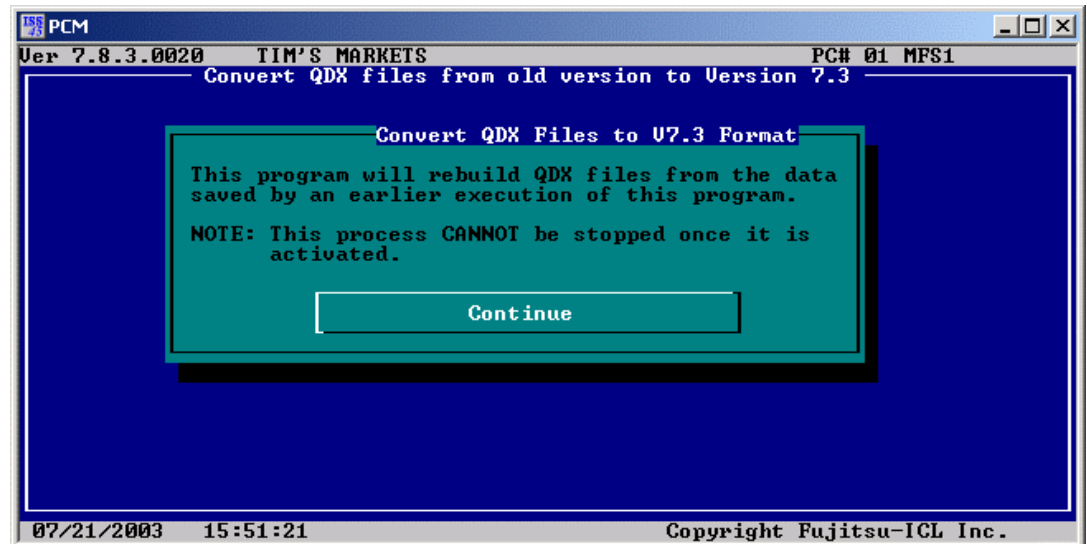 ISS 45 PCM
Ver 7.8.3.0020 TIM'S MARKETS PC# 01 MFS1
Convert QDX files from old version to Version 7.3
Convert QDX Files to V7.3 Format
This program will rebuild QDX files from the data
saved by an earlier execution of this program.
NOTE: This process CANNOT be stopped once it is
activated.
Continue
07/21/2003 15:51:21 Copyright Fujitsu-ICL Inc.